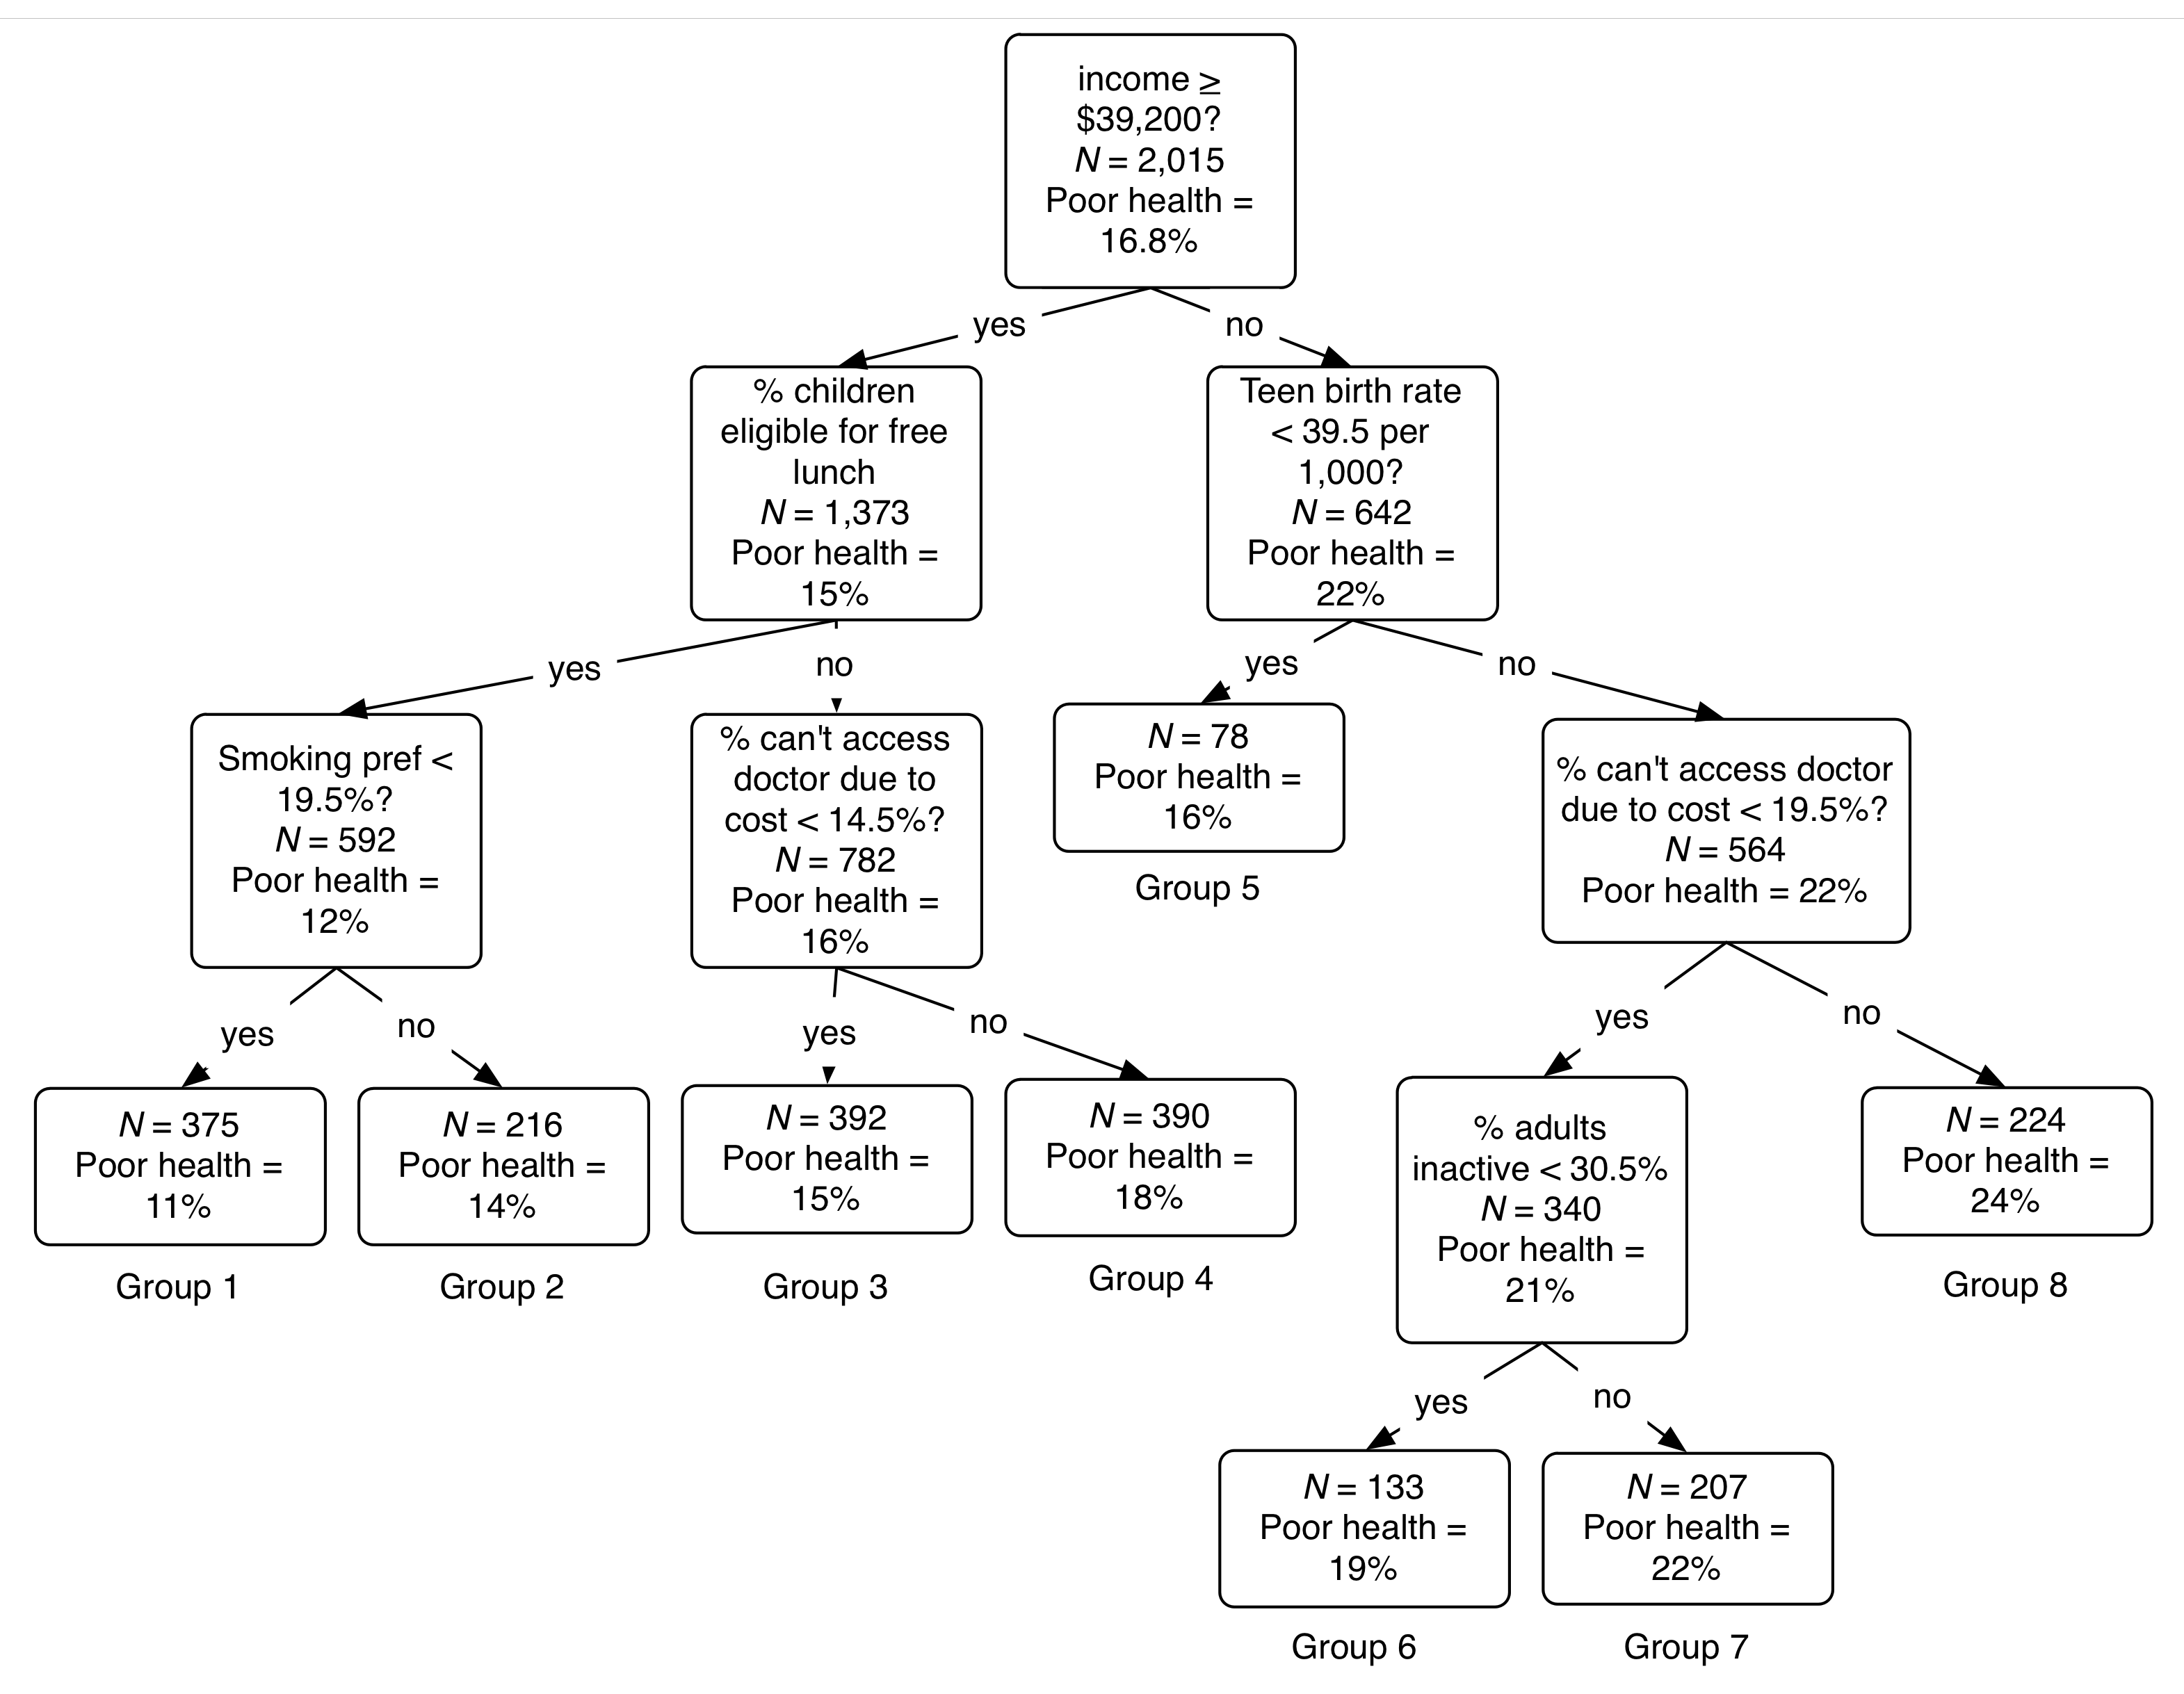 income ≥
$39,200?
N = 2,015
Poor health =
16.8%
yes
no
% children
eligible for free
lunch
N = 1,373
Poor health =
15%
Teen birth rate
< 39.5 per
1,000?
N = 642
Poor health =
22%
yes
no
yes
no
Smoking pref <
19.5%?
N = 592
Poor health =
12%
% can't access
doctor due to
cost < 14.5%?
N = 782
Poor health =
16%
N = 78
Poor health =
16%
Group 5
% can't access doctor
due to cost < 19.5%?
N = 564
Poor health = 22%
yes
no
yes
no
yes
no
N = 375
Poor health =
11%
Group 1
N = 216
Poor health =
14%
Group 2
N = 392
Poor health =
15%
Group 3
N = 390
Poor health =
18%
Group 4
% adults
inactive < 30.5%
N = 340
Poor health =
21%
N = 224
Poor health =
24%
Group 8
yes
no
N = 133
Poor health =
19%
Group 6
N = 207
Poor health =
22%
Group 7